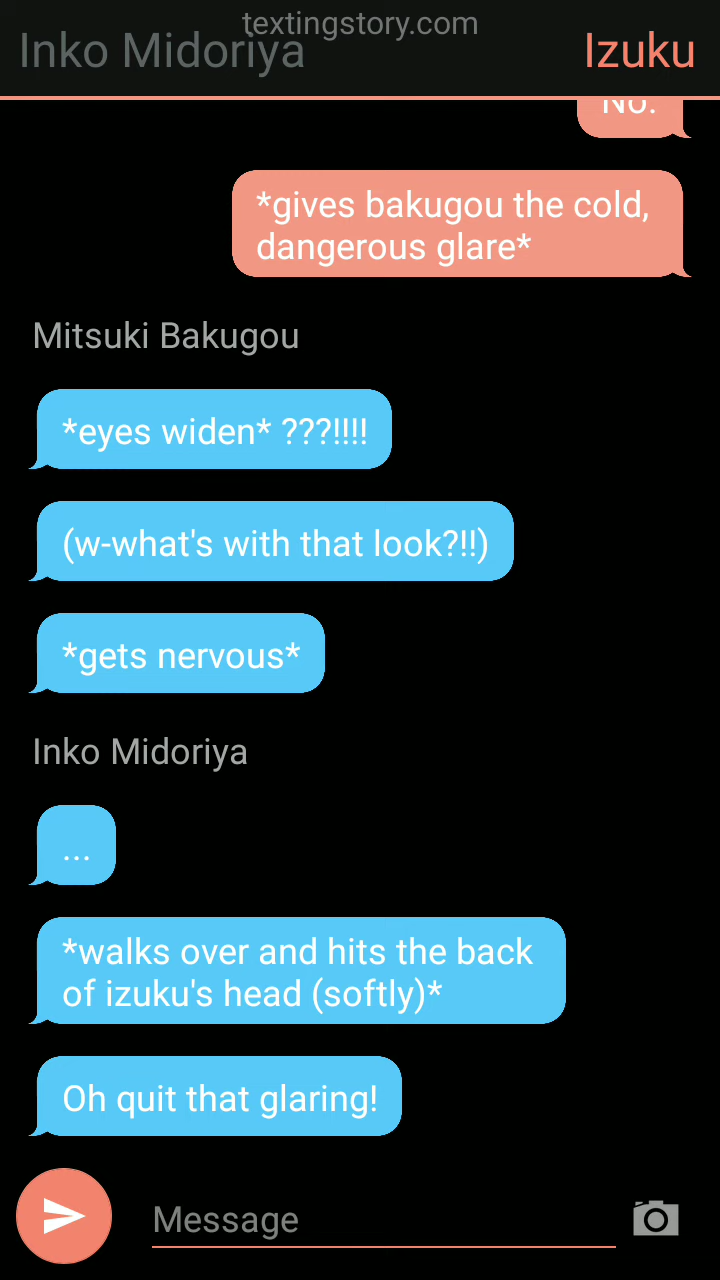 textingstory.com
Inko Midoriya
Izuku
No.
*gives bakugou the cold,
dangerous glare*
Mitsuki Bakugou
*eyes widen* ???!!!!
(w-what's with that look?!!)
*gets nervous*
Inko Midoriya
...
*walks over and hits the back
of izuku's head (softly)*
Oh quit that glaring!
Message